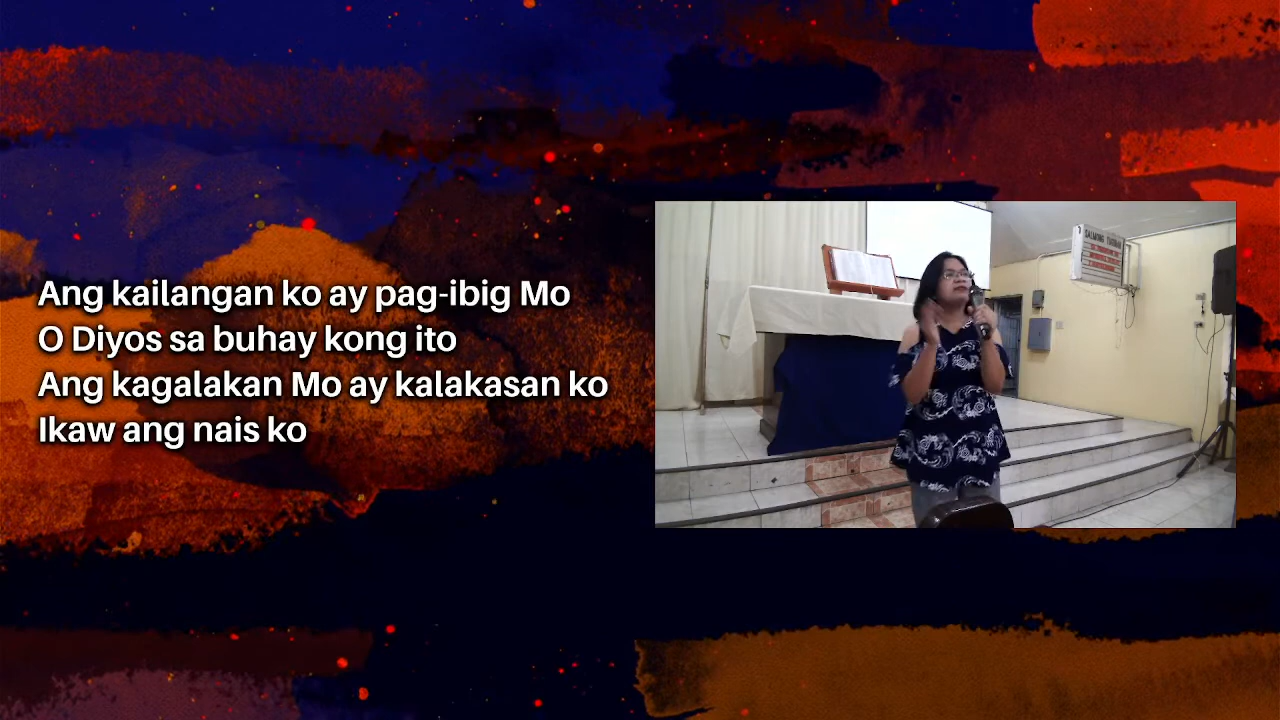 Ang kailangan ko ay pag-ibig Mo
O Diyos sa buhay kong ito
Ang kagalakan Mo ay kalakasan ko
Ikaw ang nais ko